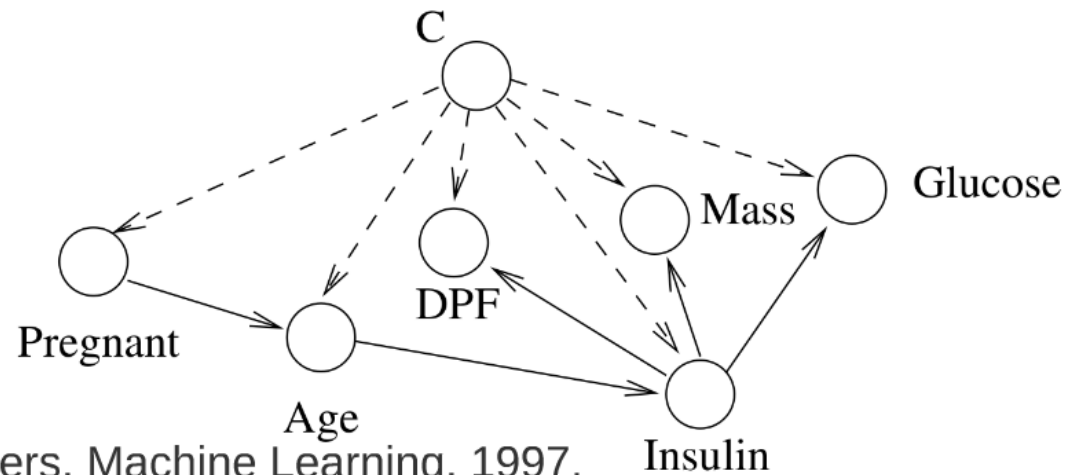 C
Glucose
Mass
DPF
Pregnant
Age
ers. Machine Learning. 1997.
Insulin